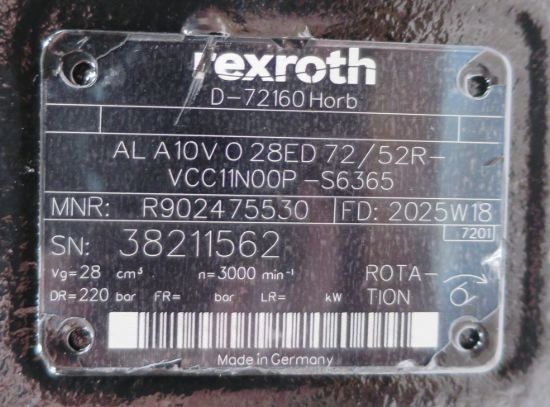 rexroth
D-72160 Horb
AL A10V O 28ED 72/52R-
VCC11N00P -S6365
MNR: R902475530 FD: 2025W18
7201
SN: 38211562
Vg=28 cm³ n=3000 min⁻¹ ROTA-
DR=220 bar FR= bar LR= kW TION
Made in Germany